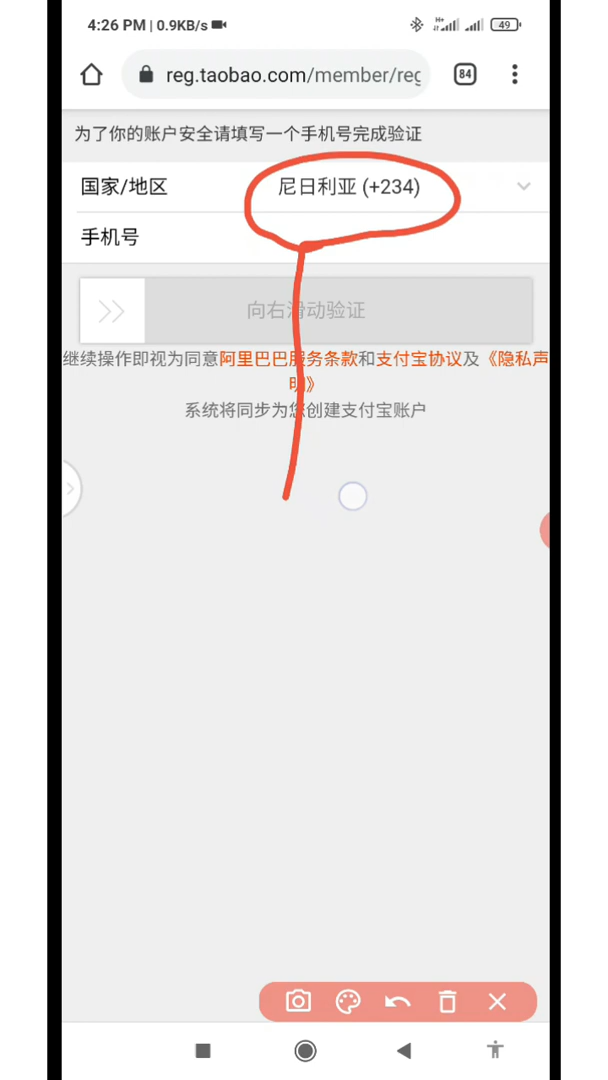 4:26 PM | 0.9KB/s
H+
49
reg.taobao.com/member/reg
84
为了你的账户安全请填写一个手机号完成验证
国家/地区 尼日利亚 (+234)
手机号
向右滑动验证
继续操作即视为同意阿里巴巴服务条款和支付宝协议及《隐私声
明》
系统将同步为您创建支付宝账户